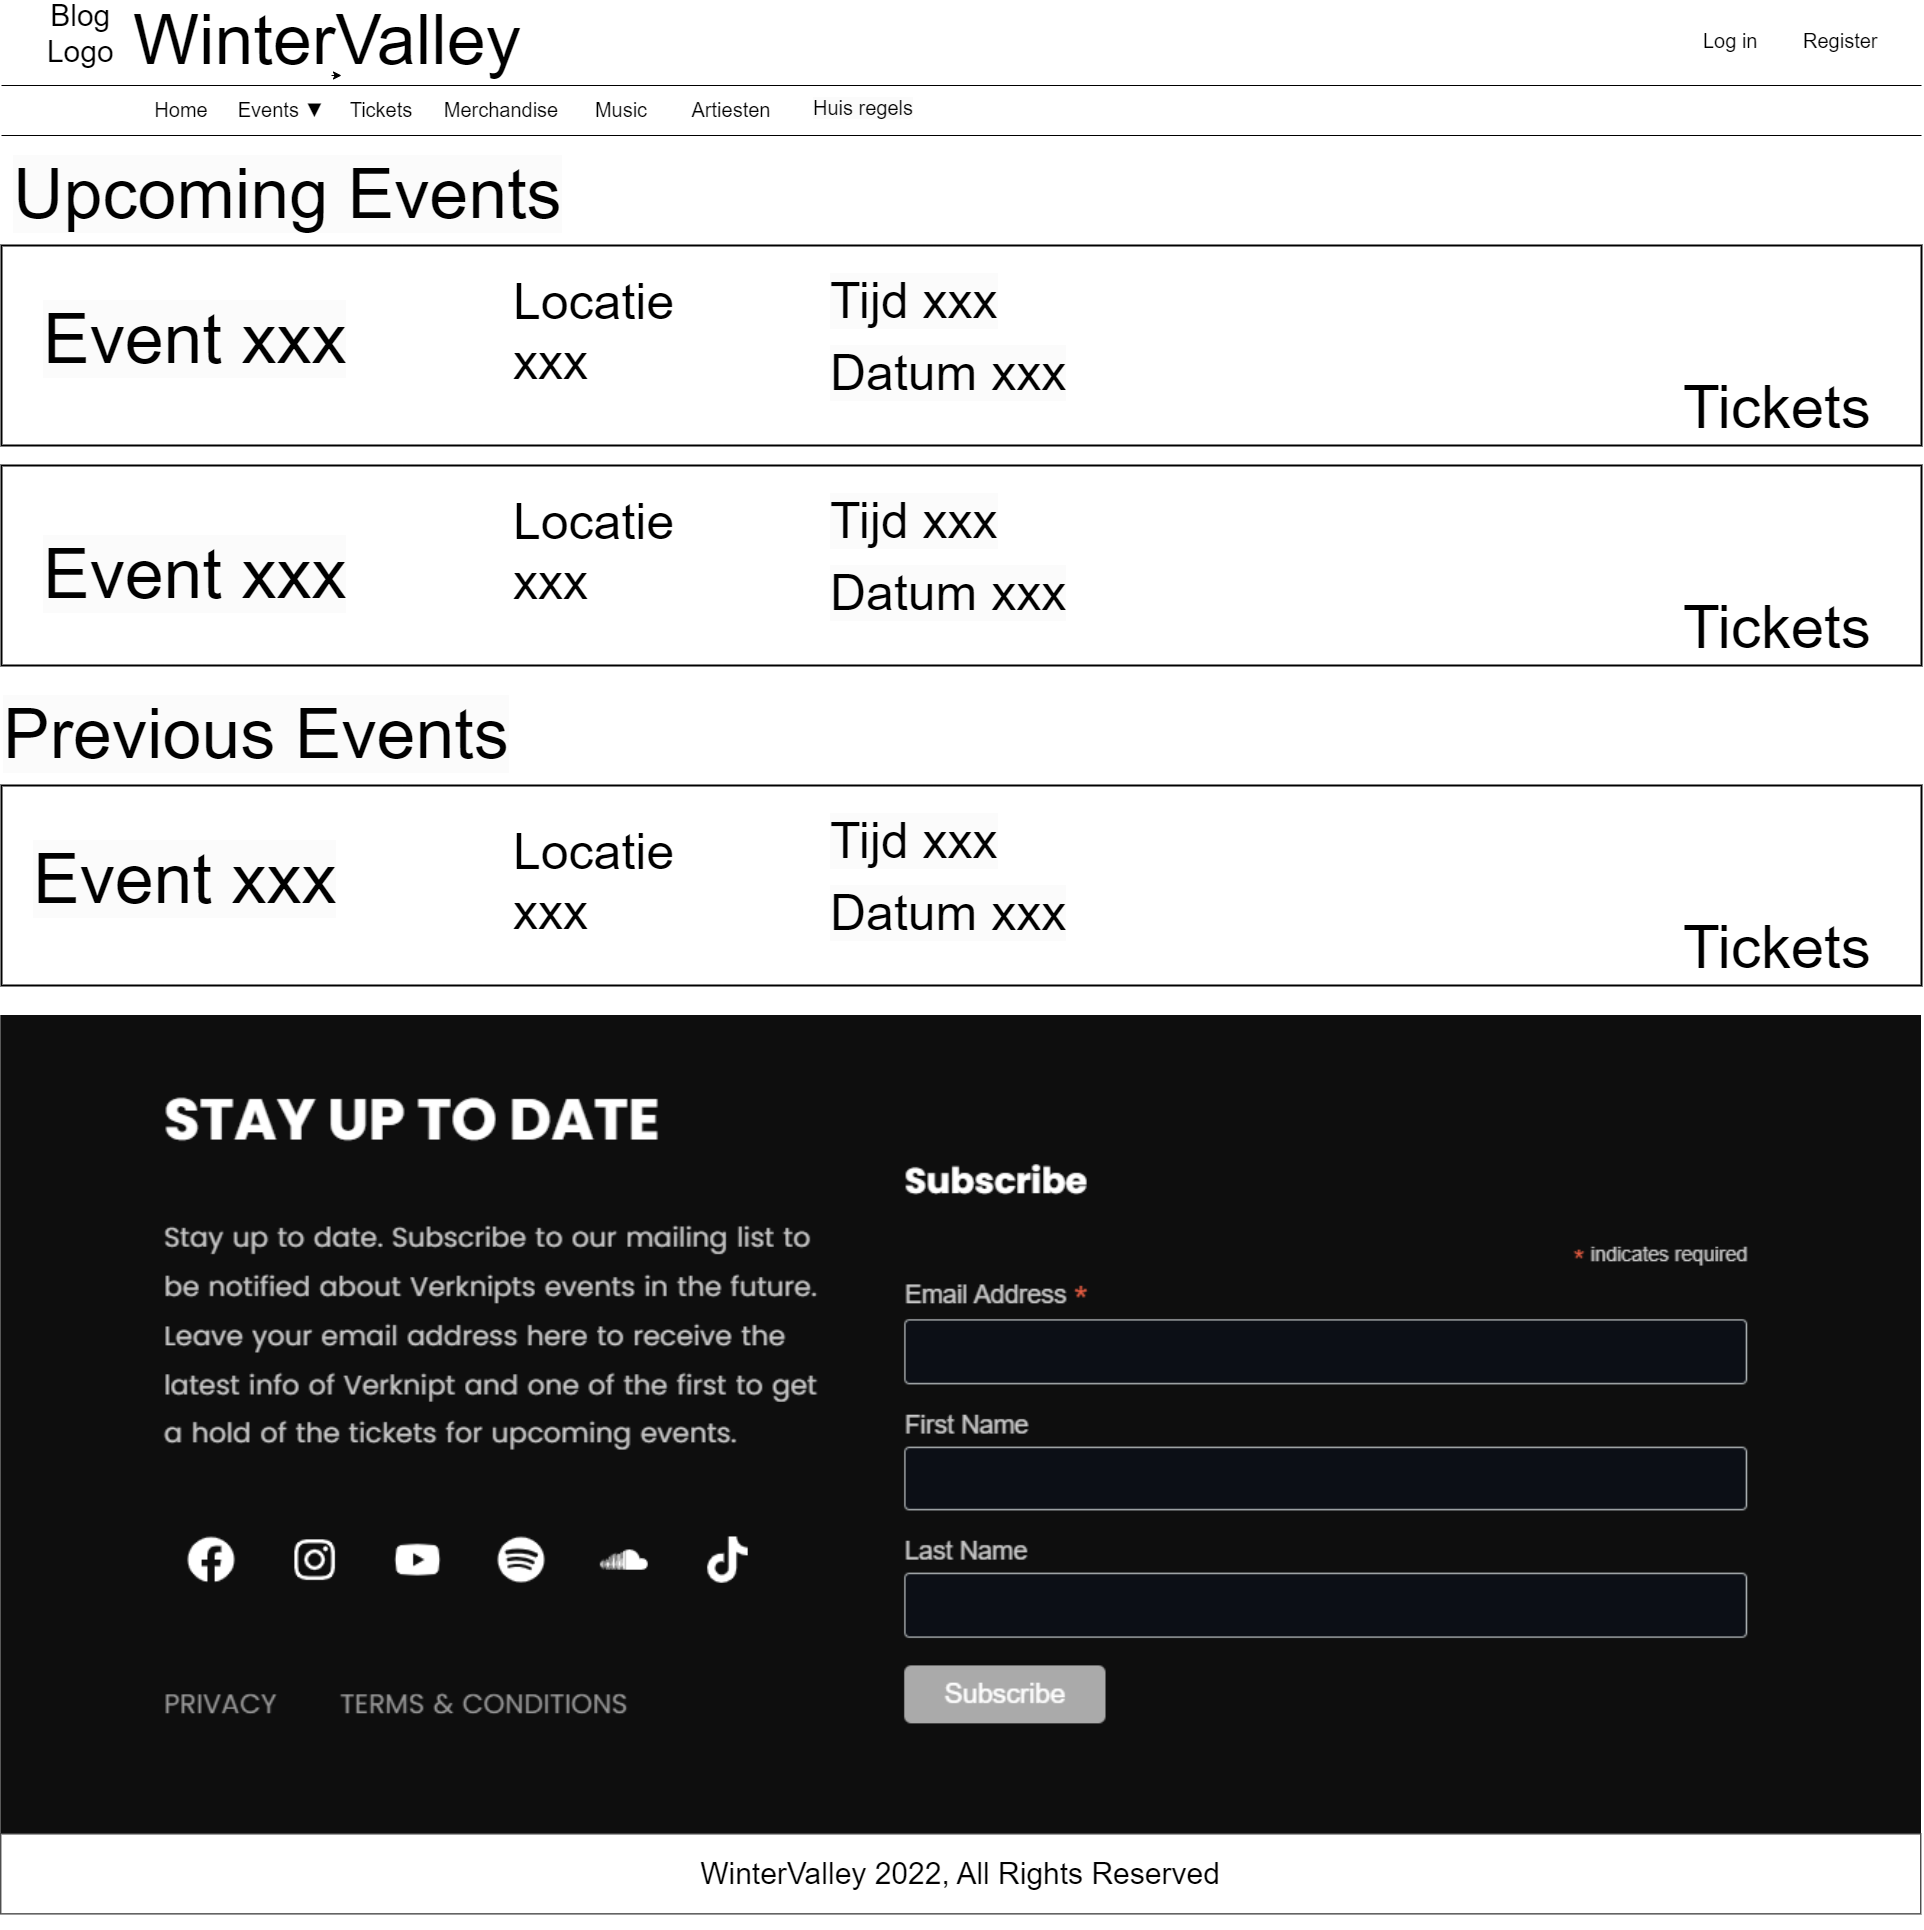 Blog
Logo
WinterValley
Log in
Register
Home
Events ▼
Tickets
Merchandise
Music
Artiesten
Huis regels
Upcoming Events
Event xxx
Locatie
xxx
Tijd xxx
Datum xxx
Tickets
Event xxx
Locatie
xxx
Tijd xxx
Datum xxx
Tickets
Previous Events
Event xxx
Locatie
xxx
Tijd xxx
Datum xxx
Tickets
STAY UP TO DATE
Stay up to date. Subscribe to our mailing list to
be notified about Verknipts events in the future.
Leave your email address here to receive the
latest info of Verknipt and one of the first to get
a hold of the tickets for upcoming events.
PRIVACY
TERMS & CONDITIONS
Subscribe
* indicates required
Email Address *
First Name
Last Name
Subscribe
WinterValley 2022, All Rights Reserved